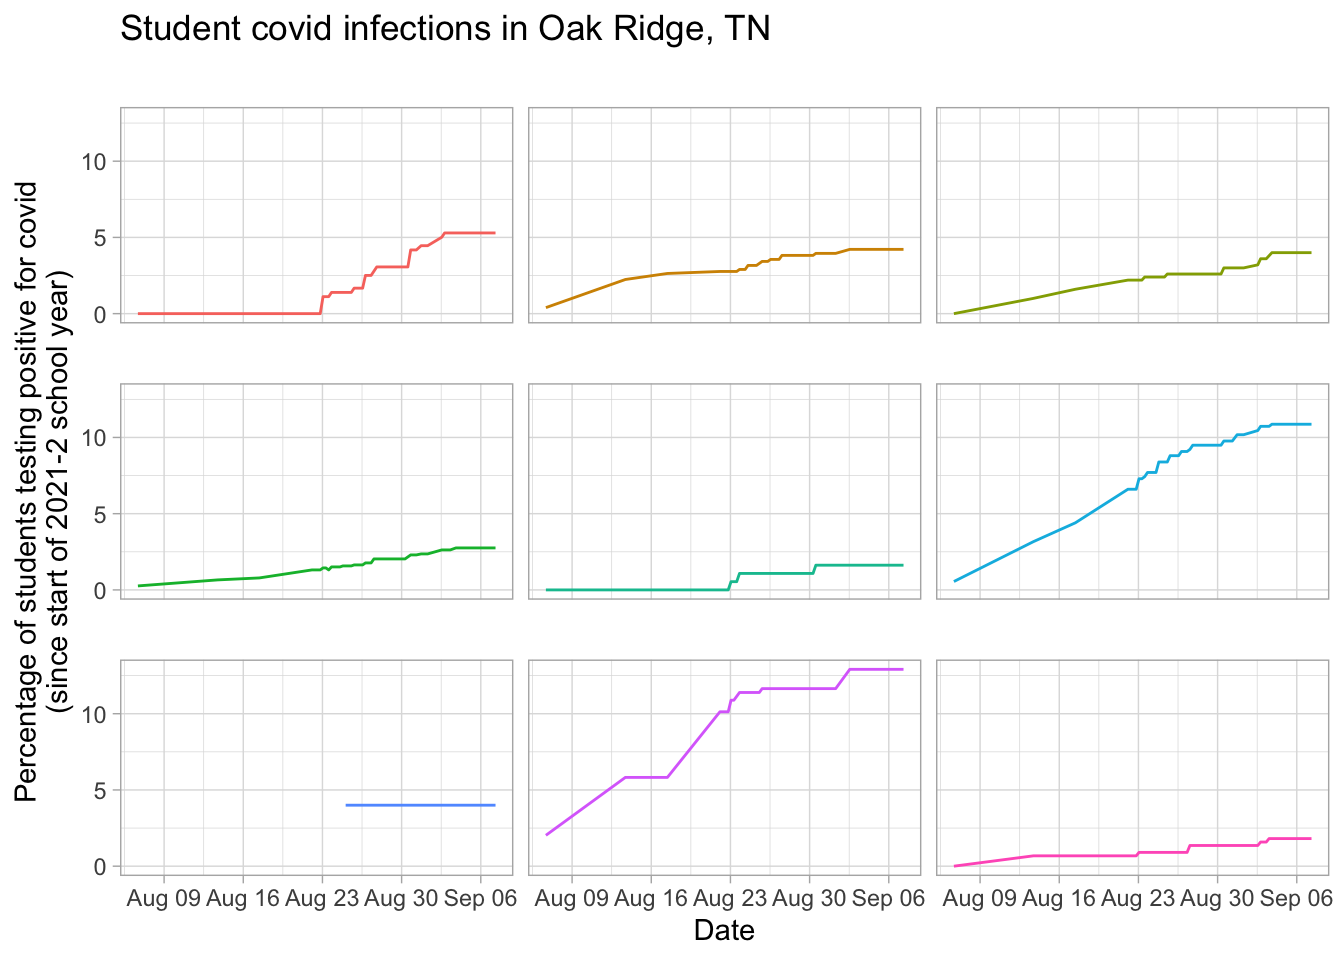 Student covid infections in Oak Ridge, TN
Percentage of students testing positive for covid
(since start of 2021-2 school year)
10
5
0
10
5
0
10
5
0
Aug 09 Aug 16 Aug 23 Aug 30 Sep 06
Aug 09 Aug 16 Aug 23 Aug 30 Sep 06
Aug 09 Aug 16 Aug 23 Aug 30 Sep 06
Date